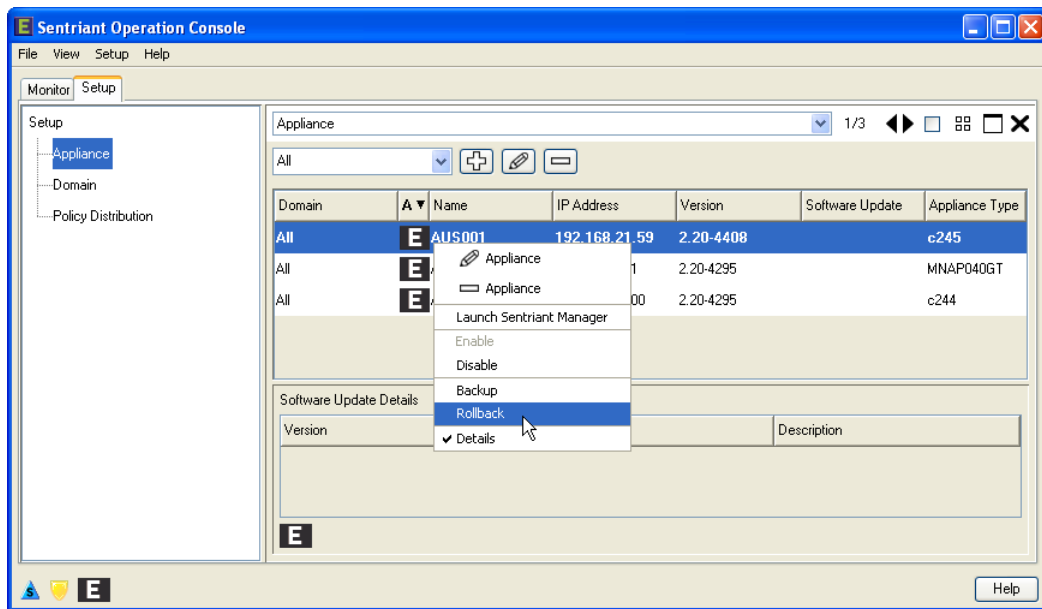 E Sentriant Operation Console
File View Setup Help
Monitor Setup
Setup
Appliance
Domain
Policy Distribution
Appliance 1/3
All
Domain A Name IP Address Version Software Update Appliance Type
All E AUS001 192.168.21.59 2.20-4408 c245
All E 1 2.20-4295 MNAP040GT
All E 00 2.20-4295 c244
Appliance
Appliance
Launch Sentriant Manager
Enable
Disable
Backup
Rollback
Details
Software Update Details
Version Description
E
S E Help